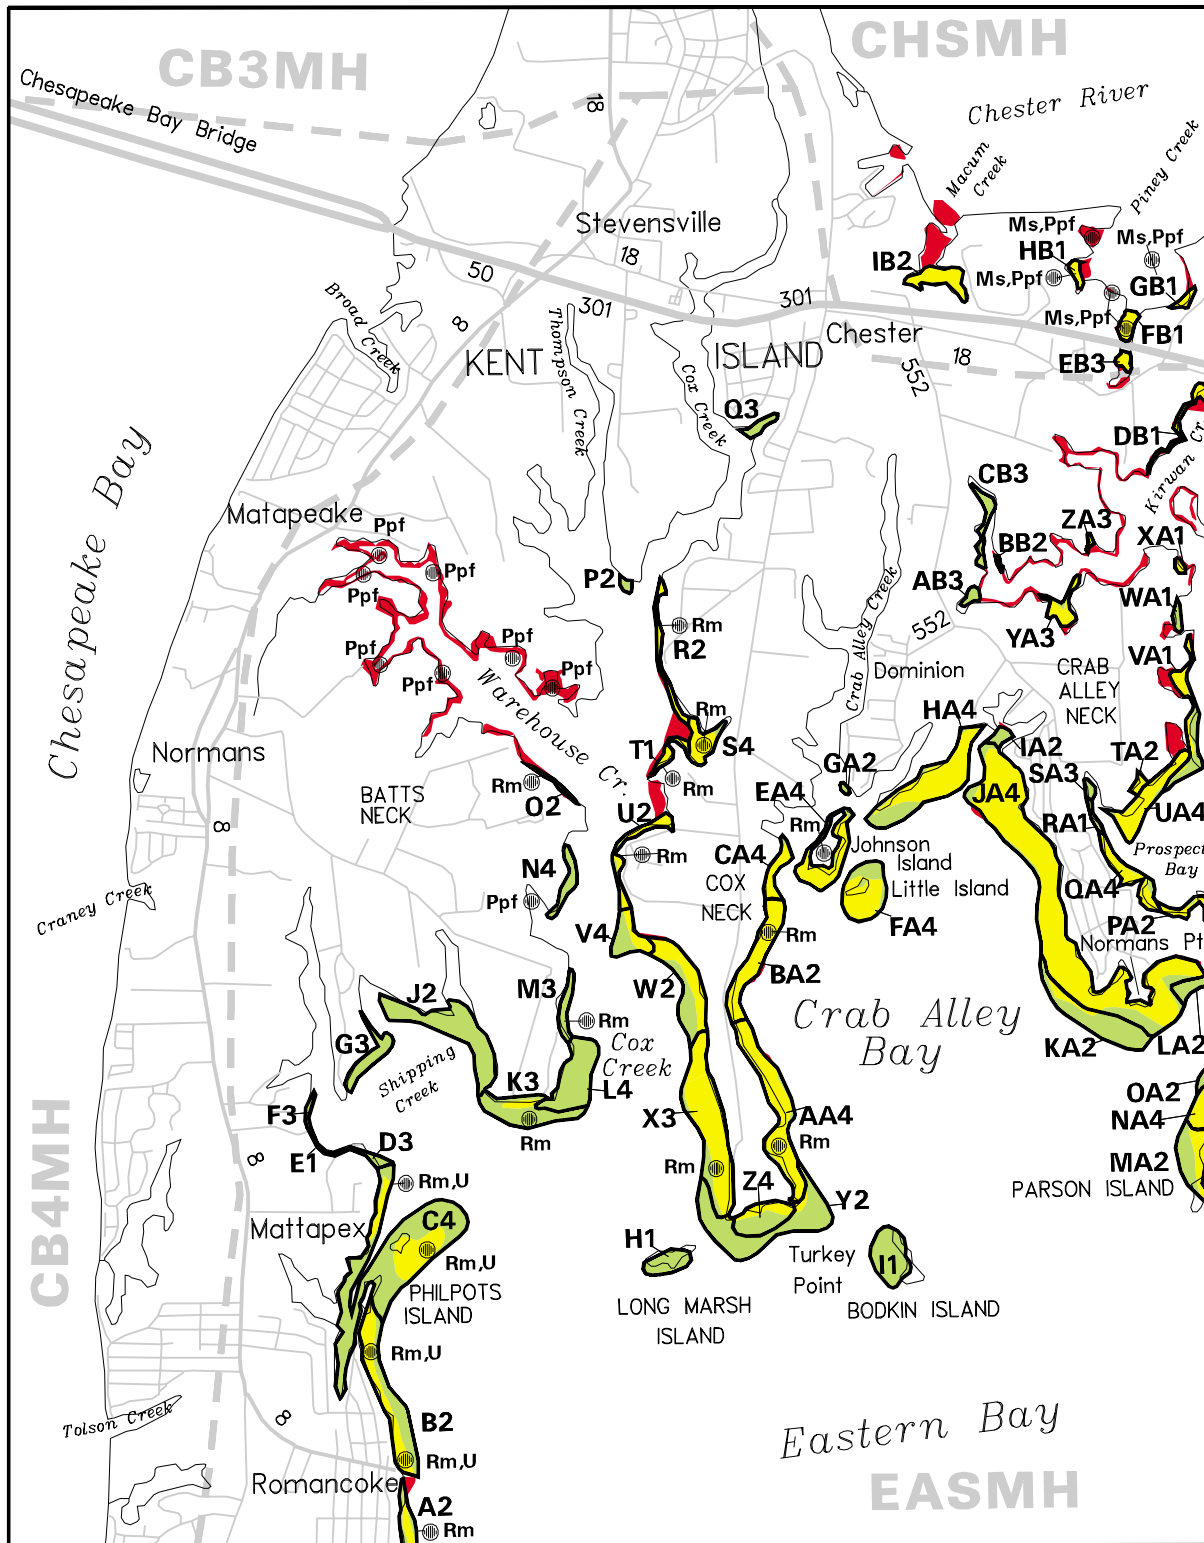 CB3MH
CHSMH
Chesapeake Bay Bridge
18
Chester River
Macum
Creek
Piney Creek
Stevensville
18
50
301
301
Ms,Ppf
Ms,Ppf
IB2
HB1
Ms,Ppf
GB1
Ms,Ppf
FB1
Broad Creek
8
Thompson Creek
KENT
ISLAND
Chester
18
EB3
552
Cox Creek
Q3
DB1
Kirwan Cr
Chesapeake Bay
CB3
Matapeake
Ppf
Ppf
Ppf
Ppf
Ppf
Ppf
Ppf
ZA3
BB2
XA1
P2
AB3
WA1
552
Crab Alley Creek
Rm
R2
YA3
VA1
Dominion
CRAB
ALLEY
NECK
Warehouse Cr.
Rm
S4
T1
HA4
IA2
Normans
Rm
O2
Rm
GA2
SA3
TA2
BATTS
NECK
EA4
JA4
UA4
8
U2
Rm
RA1
Rm
CA4
Johnson
Island
Prospect
Bay
N4
COX
NECK
Little Island
QA4
Craney Creek
Ppf
FA4
PA2
V4
Rm
Normans Pt
J2
M3
W2
BA2
Rm
Crab Alley
Bay
G3
Cox
Creek
KA2
LA2
Shipping
Creek
K3
L4
OA2
F3
X3
AA4
NA4
Rm
Rm
CB4MH
E1
D3
8
Rm
MA2
Rm,U
Z4
PARSON ISLAND
Y2
Mattapex
C4
H1
Rm,U
Turkey
Point
I1
PHILPOTS
ISLAND
LONG MARSH
ISLAND
BODKIN ISLAND
Rm,U
Tolson Creek
8
B2
Eastern Bay
Rm,U
Romancoke
EASMH
A2
Rm